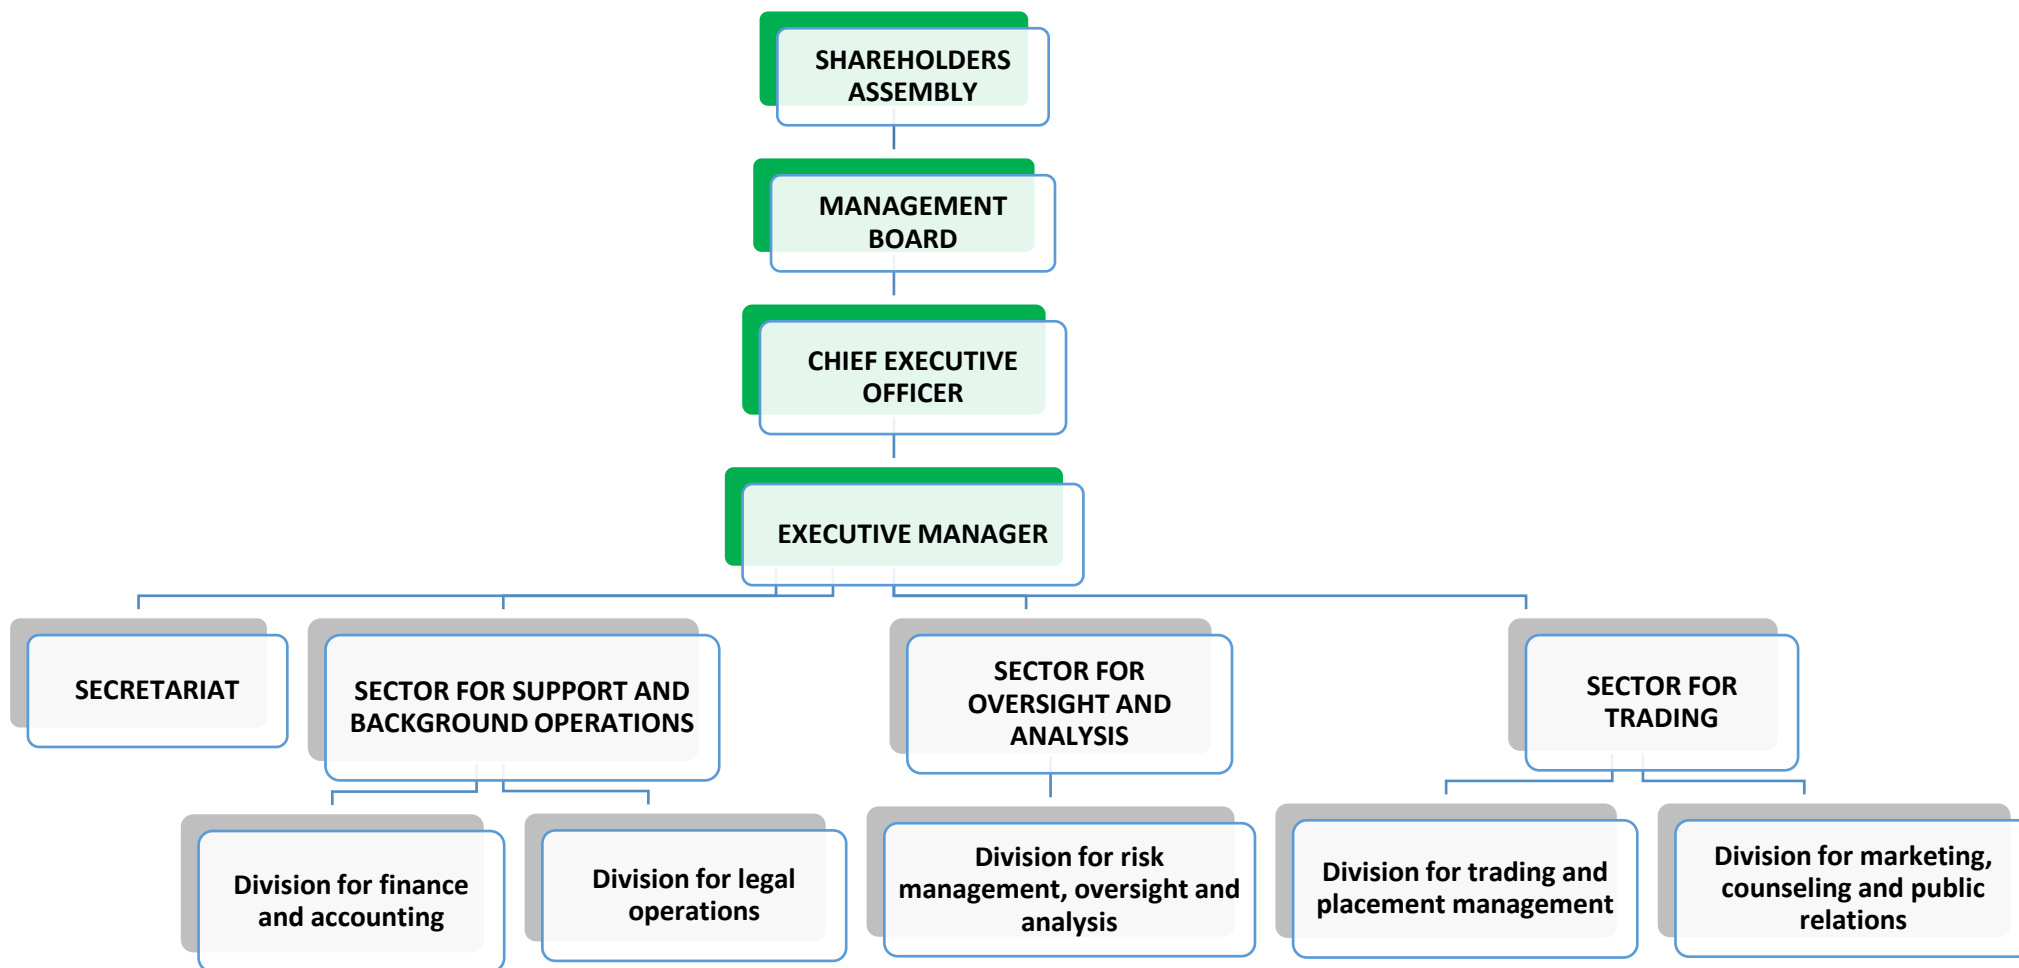 SHAREHOLDERS
ASSEMBLY
MANAGEMENT
BOARD
CHIEF EXECUTIVE
OFFICER
EXECUTIVE MANAGER
SECRETARIAT
SECTOR FOR SUPPORT AND
BACKGROUND OPERATIONS
SECTOR FOR
OVERSIGHT AND
ANALYSIS
SECTOR FOR
TRADING
Division for finance
and accounting
Division for legal
operations
Division for risk
management, oversight and
analysis
Division for trading and
placement management
Division for marketing,
counseling and public
relations